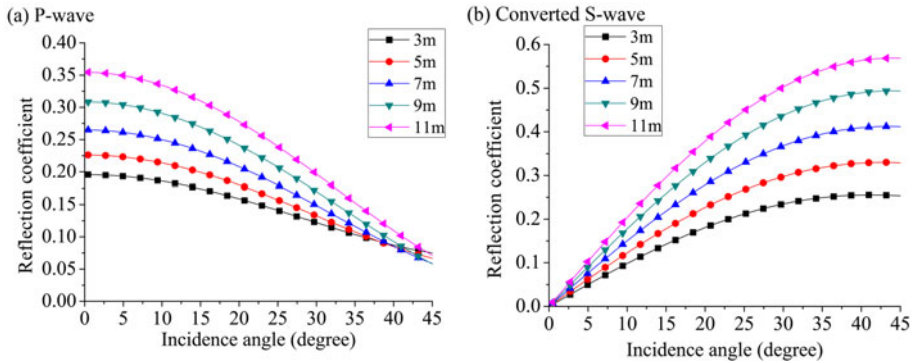 (a) P-wave
3m
5m
7m
9m
11m
0.40
0.35
0.30
0.25
0.20
0.15
0.10
0.05
0.00
Reflection coefficient
0 5 10 15 20 25 30 35 40 45
Incidence angle (degree)
(b) Converted S-wave
3m
5m
7m
9m
11m
0.6
0.5
0.4
0.3
0.2
0.1
0.0
Reflection coefficient
0 5 10 15 20 25 30 35 40 45
Incidence angle (degree)